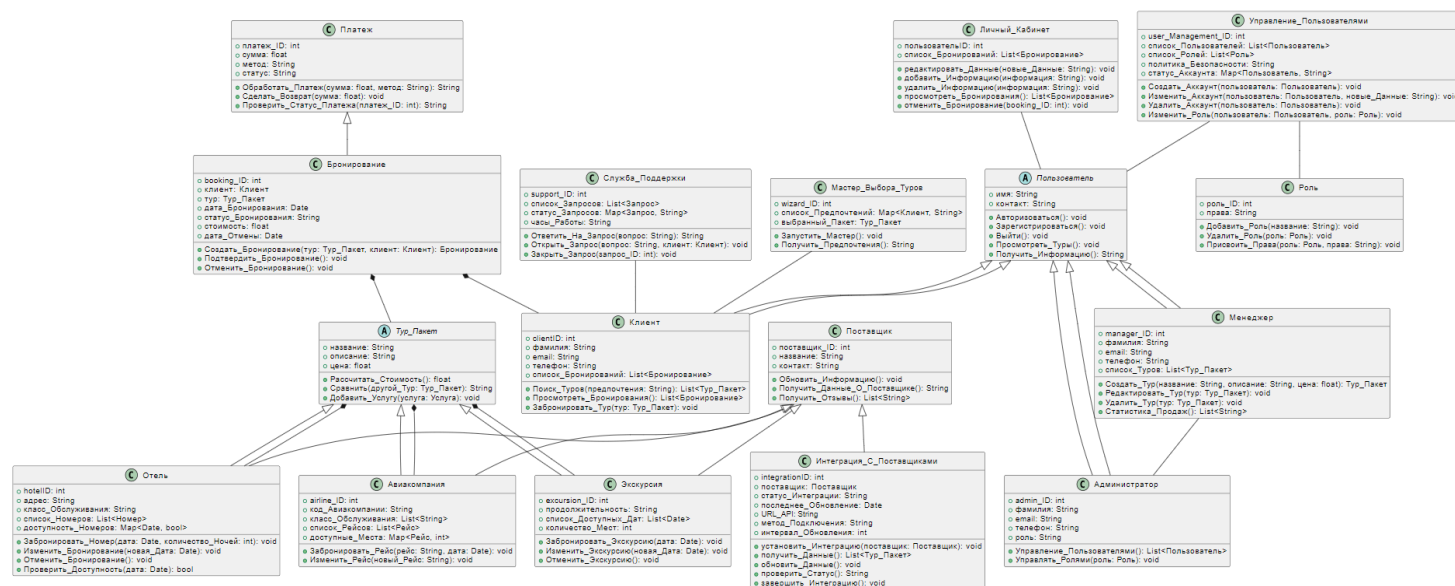 C Платеж
платеж_ID: int
сумма: float
метод: String
статус: String
Обработать_Платеж(сумма: float, метод: String): String
Сделать_Возврат(сумма: float): void
Проверить_Статус_Платежа(платеж_ID: int): String
C Личный_Кабинет
пользовательID: int
список_Бронирований: List<Бронирование>
редактировать_Данные(новые_Данные: String): void
добавить_Информацию(информация: String): void
удалить_Информацию(информация: String): void
просмотреть_Бронирования(): List<Бронирование>
отменить_Бронирование(booking_ID: int): void
C Управление_Пользователями
user_Management_ID: int
список_Пользователей: List<Пользователь>
список_Ролей: List<Роль>
политика_Безопасности: String
статус_Аккаунта: Map<Пользователь, String>
Создать_Аккаунт(пользователь: Пользователь): void
Изменить_Аккаунт(пользователь: Пользователь, новые_Данные: String): void
Удалить_Аккаунт(пользователь: Пользователь): void
Изменить_Роль(пользователь: Пользователь, роль: Роль): void
C Бронирование
booking_ID: int
клиент: Клиент
тур: Тур_Пакет
дата_Бронирования: Date
статус_Бронирования: String
стоимость: float
дата_Отмены: Date
Создать_Бронирование(тур: Тур_Пакет, клиент: Клиент): Бронирование
Подтвердить_Бронирование(): void
Отменить_Бронирование(): void
C Служба_Поддержки
support_ID: int
список_Запросов: List<Запрос>
статус_Запросов: Map<Запрос, String>
часы_Работы: String
Ответить_На_Запрос(вопрос: String): String
Открыть_Запрос(вопрос: String, клиент: Клиент): void
Закрыть_Запрос(запрос_ID: int): void
C Мастер_Выбора_Туров
wizard_ID: int
список_Предпочтений: Map<Клиент, String>
выбранный_Пакет: Тур_Пакет
Запустить_Мастер(): void
Получить_Предпочтения(): String
A Пользователь
имя: String
контакт: String
Авторизоваться(): void
Зарегистрироваться(): void
Выйти(): void
Просмотреть_Туры(): void
Получить_Информацию(): String
C Роль
роль_ID: int
права: String
Добавить_Роль(название: String): void
Удалить_Роль(роль: Роль): void
Присвоить_Права(роль: Роль, права: String): void
A Тур_Пакет
название: String
описание: String
цена: float
Рассчитать_Стоимость(): float
Сравнить(другой_Тур: Тур_Пакет): String
Добавить_Услугу(услуга: Услуга): void
C Клиент
clientID: int
фамилия: String
email: String
телефон: String
список_Бронирований: List<Бронирование>
Поиск_Туров(предпочтения: String): List<Тур_Пакет>
Просмотреть_Бронирования(): List<Бронирование>
Забронировать_Тур(тур: Тур_Пакет): void
C Поставщик
поставщик_ID: int
название: String
контакт: String
Обновить_Информацию(): void
Получить_Данные_О_Поставщике(): String
Получить_Отзывы(): List<String>
C Менеджер
manager_ID: int
фамилия: String
email: String
телефон: String
список_Туров: List<Тур_Пакет>
Создать_Тур(название: String, описание: String, цена: float): Тур_Пакет
Редактировать_Тур(тур: Тур_Пакет): void
Удалить_Тур(тур: Тур_Пакет): void
Статистика_Продаж(): List<String>
C Отель
hotelID: int
адрес: String
класс_Обслуживания: String
список_Номеров: List<Номер>
доступность_Номеров: Map<Date, bool>
Забронировать_Номер(дата: Date, количество_Ночей: int): void
Изменить_Бронирование(новая_Дата: Date): void
Отменить_Бронирование(): void
Проверить_Доступность(дата: Date): bool
C Авиакомпания
airline_ID: int
код_Авиакомпании: String
класс_Обслуживания: List<String>
список_Рейсов: List<Рейс>
доступные_Места: Map<Рейс, int>
Забронировать_Рейс(рейс: String, дата: Date): void
Изменить_Рейс(новый_Рейс: String): void
C Экскурсия
excursion_ID: int
продолжительность: String
список_Доступных_Дат: List<Date>
количество_Мест: int
Забронировать_Экскурсию(дата: Date): void
Изменить_Экскурсию(новая_Дата: Date): void
Отменить_Экскурсию(): void
C Интеграция_С_Поставщиками
integrationID: int
поставщик: Поставщик
статус_Интеграции: String
последнее_Обновление: Date
URL_API: String
метод_Подключения: String
интервал_Обновления: int
установить_Интеграцию(поставщик: Поставщик): void
получить_Данные(): List<Тур_Пакет>
обновить_Данные(): void
проверить_Статус(): String
завершить_Интеграцию(): void
C Администратор
admin_ID: int
фамилия: String
email: String
телефон: String
роль: String
Управление_Пользователями(): List<Пользователь>
Управлять_Ролями(роль: Роль): void